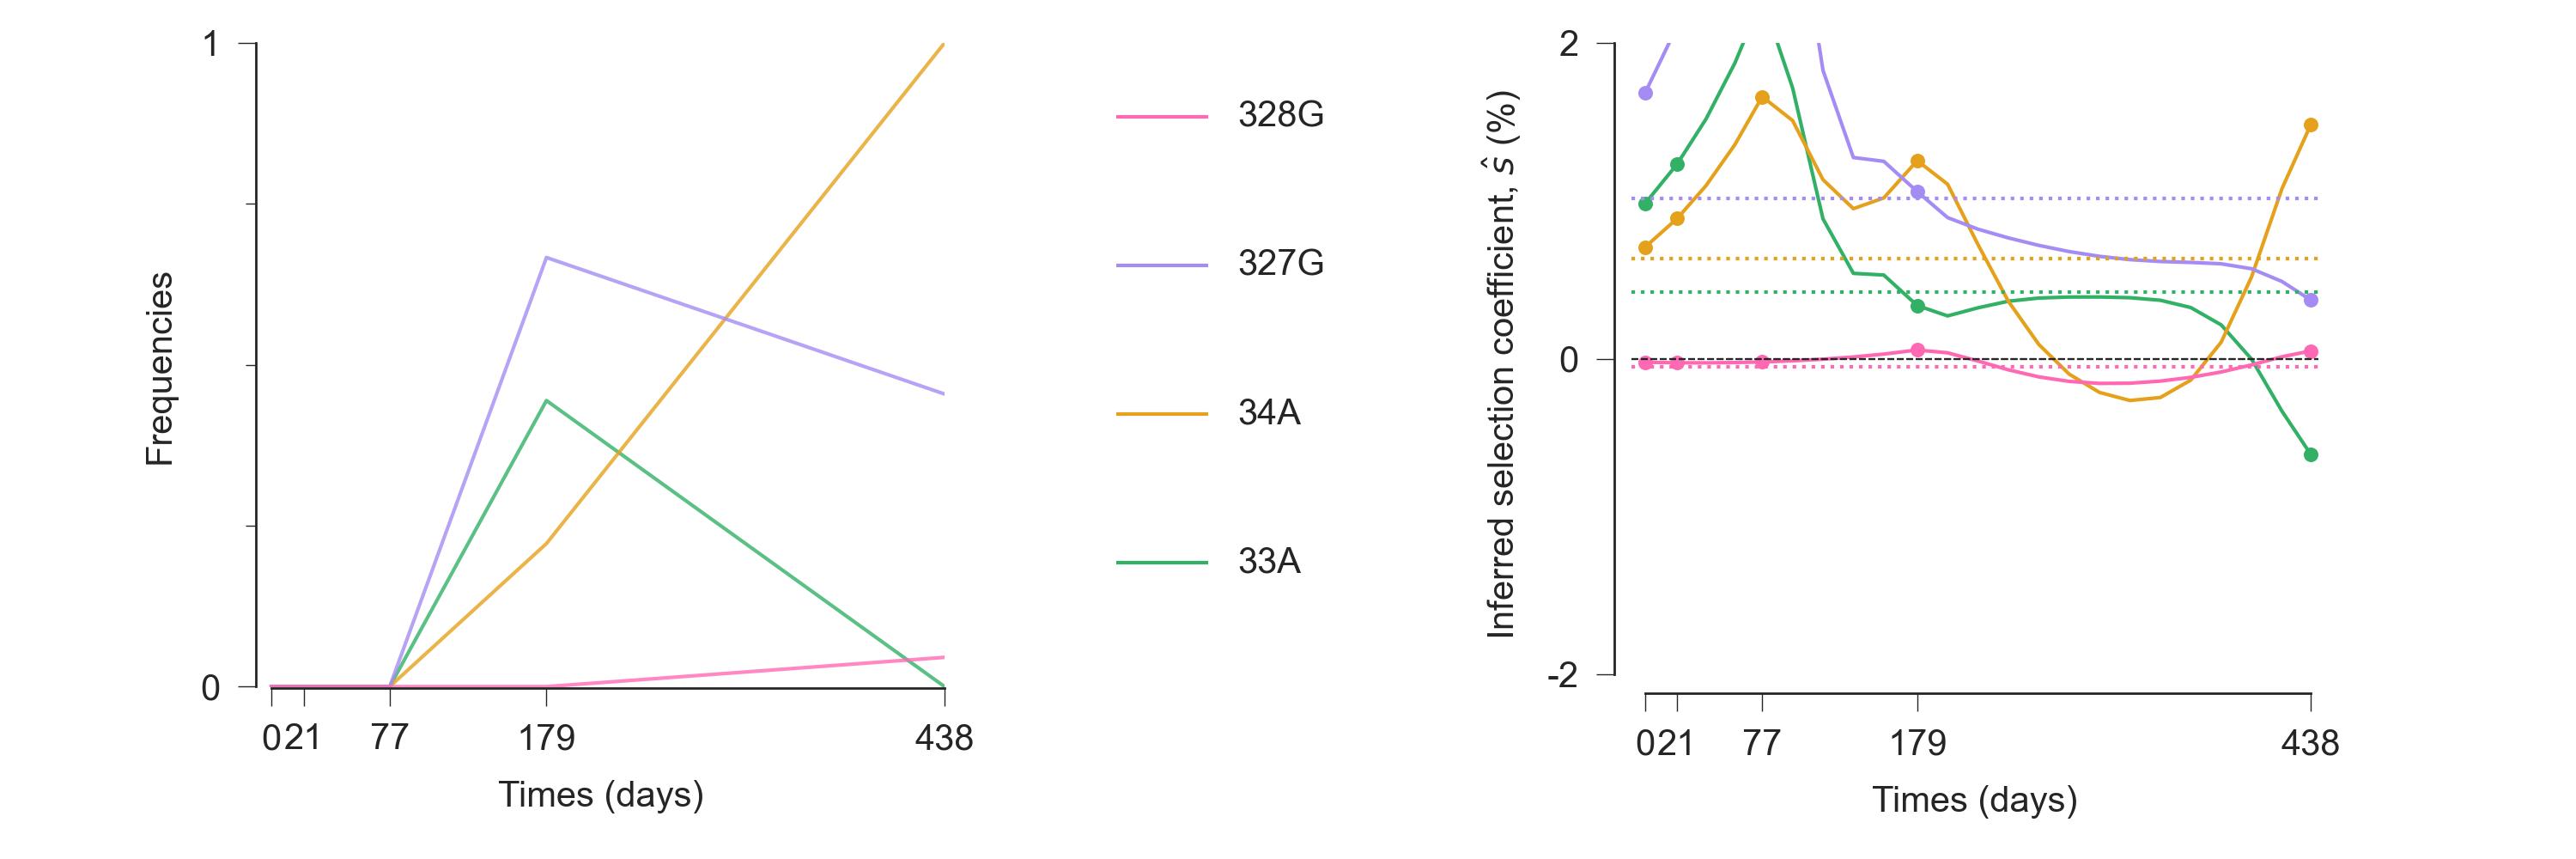 1
0
Frequencies
0 21 77 179 438
Times (days)
328G
327G
34A
33A
2
0
-2
Inferred selection coefficient, ŝ (%)
0 21 77 179 438
Times (days)